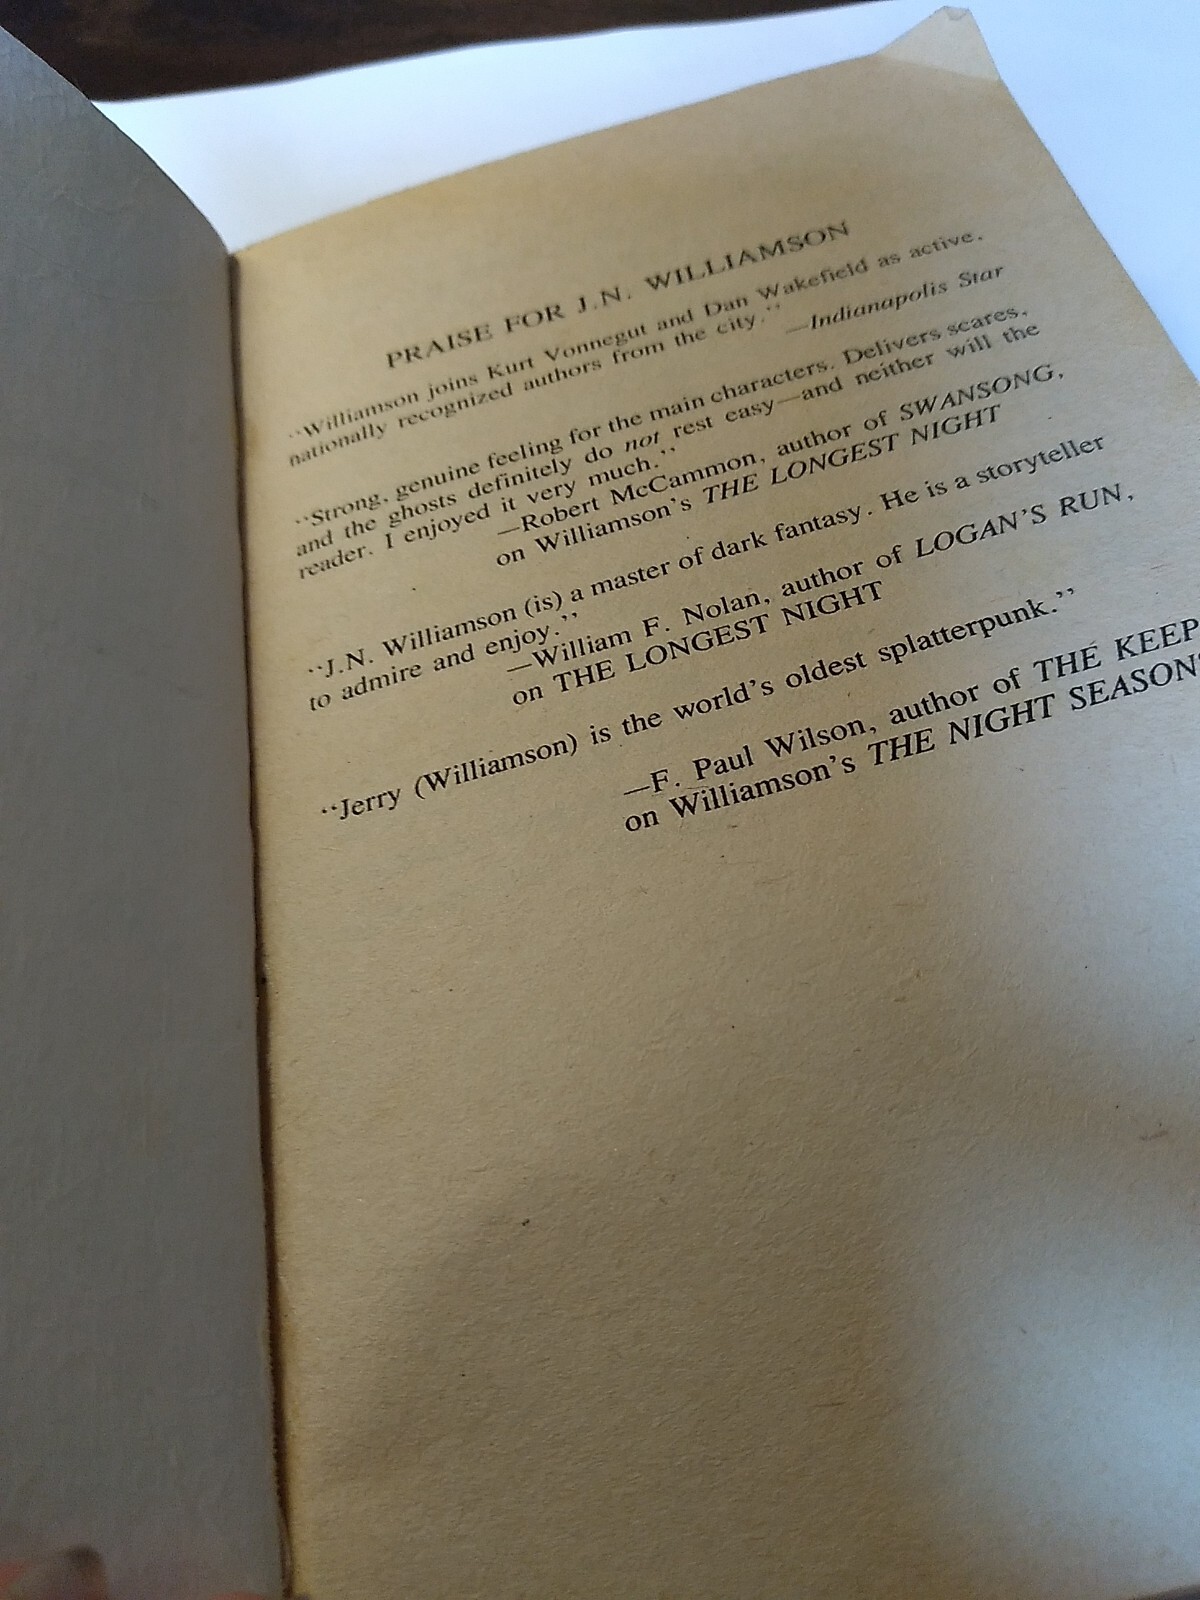 PRAISE FOR J.N. WILLIAMSON
“Williamson joins Kurt Vonnegut and Dan Wakefield as active,
nationally recognized authors from the city.”
—Indianapolis Star
“Strong, genuine feeling for the main characters. Delivers scares,
and the ghosts definitely do not rest easy—and neither will the
reader. I enjoyed it very much.”
—Robert McCammon, author of SWANSONG,
on Williamson’s THE LONGEST NIGHT
“J.N. Williamson (is) a master of dark fantasy. He is a storyteller
to admire and enjoy.”
—William F. Nolan, author of LOGAN’S RUN,
on THE LONGEST NIGHT
“Jerry (Williamson) is the world’s oldest splatterpunk.”
—F. Paul Wilson, author of THE KEEP
on Williamson’s THE NIGHT SEASON